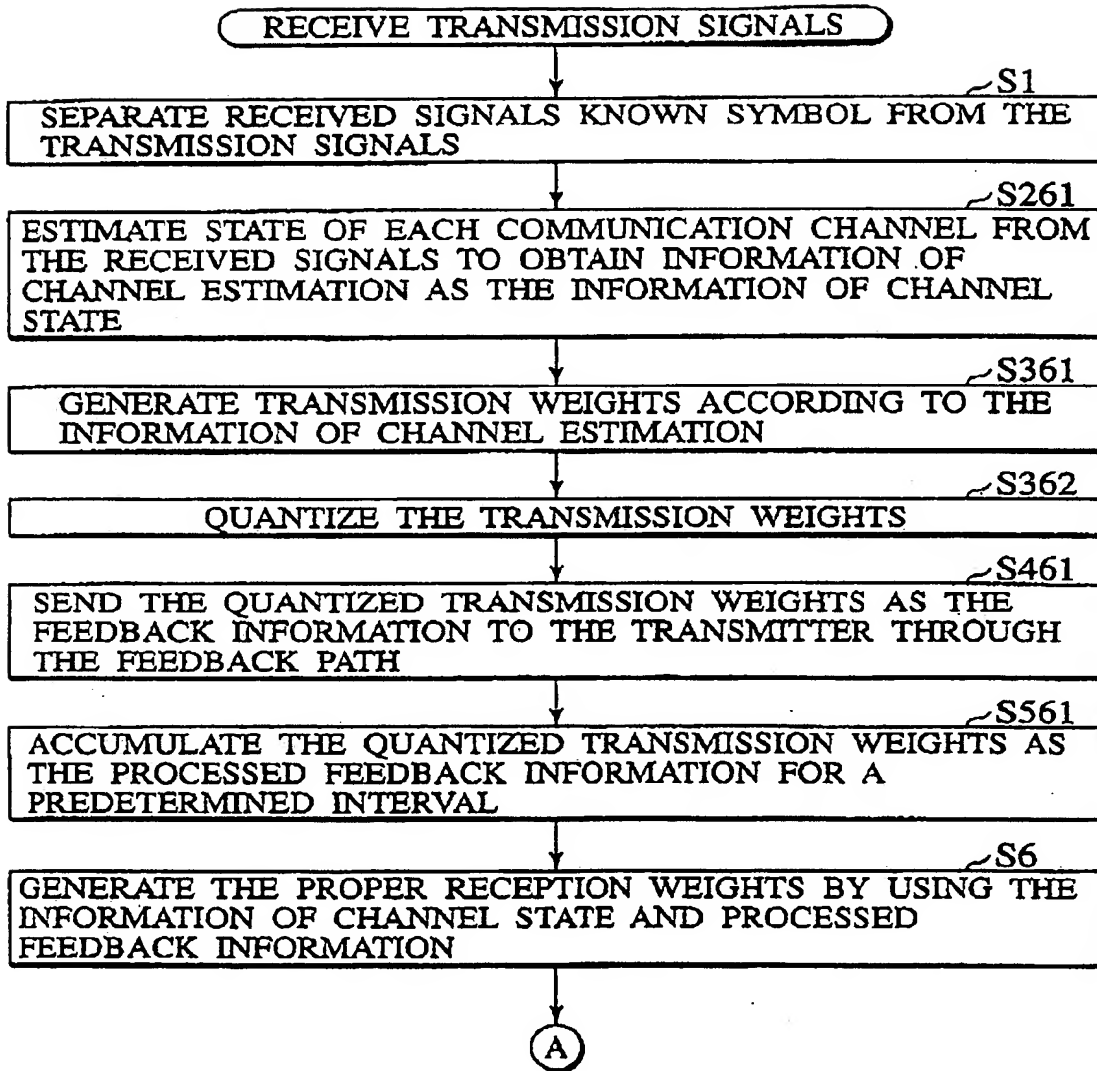 RECEIVE TRANSMISSION SIGNALS
S1
SEPARATE RECEIVED SIGNALS KNOWN SYMBOL FROM THE
TRANSMISSION SIGNALS
S261
ESTIMATE STATE OF EACH COMMUNICATION CHANNEL FROM
THE RECEIVED SIGNALS TO OBTAIN INFORMATION OF
CHANNEL ESTIMATION AS THE INFORMATION OF CHANNEL
STATE
S361
GENERATE TRANSMISSION WEIGHTS ACCORDING TO THE
INFORMATION OF CHANNEL ESTIMATION
S362
QUANTIZE THE TRANSMISSION WEIGHTS
S461
SEND THE QUANTIZED TRANSMISSION WEIGHTS AS THE
FEEDBACK INFORMATION TO THE TRANSMITTER THROUGH
THE FEEDBACK PATH
S561
ACCUMULATE THE QUANTIZED TRANSMISSION WEIGHTS AS
THE PROCESSED FEEDBACK INFORMATION FOR A
PREDETERMINED INTERVAL
S6
GENERATE THE PROPER RECEPTION WEIGHTS BY USING THE
INFORMATION OF CHANNEL STATE AND PROCESSED
FEEDBACK INFORMATION
A